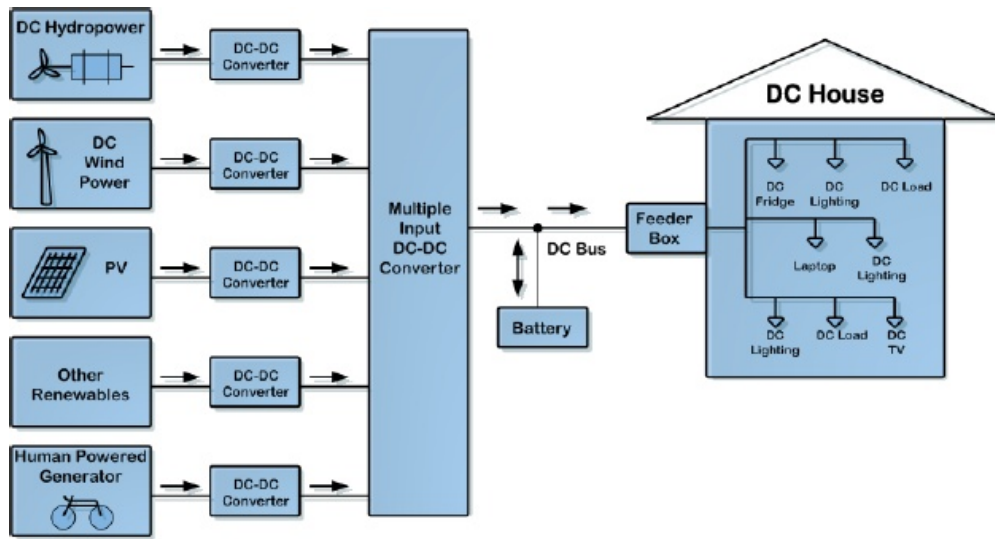 DC Hydropower
DC-DC
Converter
DC
Wind
Power
DC-DC
Converter
PV
DC-DC
Converter
Other
Renewables
DC-DC
Converter
Human Powered
Generator
DC-DC
Converter
Multiple
Input
DC-DC
Converter
DC Bus
Battery
Feeder
Box
DC House
DC
Fridge
DC
Lighting
DC Load
Laptop
DC
Lighting
DC
Lighting
DC Load
DC
TV